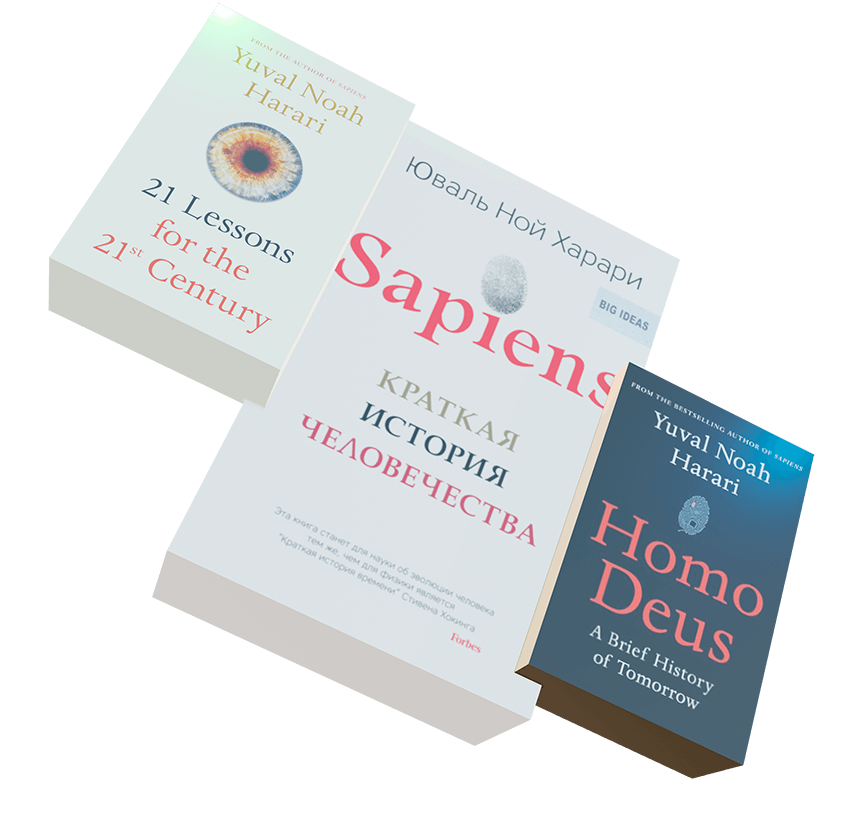 FROM THE AUTHOR OF SAPIENS
Yuval Noah
Harari
21 Lessons
for the
21st Century
Юваль Ной Харари
Sapiens
BIG IDEAS
КРАТКАЯ
ИСТОРИЯ
ЧЕЛОВЕЧЕСТВА
Эта книга станет для науки об эволюции человека
тем же, чем для физики является
"Краткая история времени" Стивена Хокинга
Forbes
FROM THE BESTSELLING AUTHOR OF SAPIENS
Yuval Noah
Harari
Homo
Deus
A Brief History
of Tomorrow